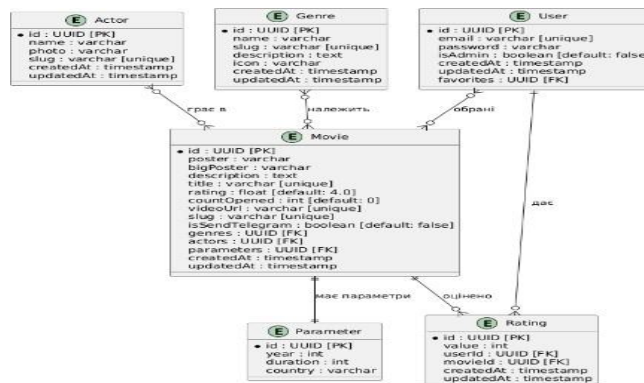 E Actor
id : UUID [PK]
name : varchar
photo : varchar
slug : varchar [unique]
createdAt : timestamp
updatedAt : timestamp
E Genre
id : UUID [PK]
name : varchar
slug : varchar [unique]
description : text
icon : varchar
createdAt : timestamp
updatedAt : timestamp
E User
id : UUID [PK]
email : varchar [unique]
password : varchar
isAdmin : boolean [default: false]
createdAt : timestamp
updatedAt : timestamp
favorites : UUID [FK]
грає в
належить
обрані
E Movie
id : UUID [PK]
poster : varchar
bigPoster : varchar
description : text
title : varchar [unique]
rating : float [default: 4.0]
countOpened : int [default: 0]
videoUrl : varchar [unique]
slug : varchar [unique]
isSendTelegram : boolean [default: false]
genres : UUID [FK]
actors : UUID [FK]
parameters : UUID [FK]
createdAt : timestamp
updatedAt : timestamp
дає
має параметри
оцінено
E Parameter
id : UUID [PK]
year : int
duration : int
country : varchar
E Rating
id : UUID [PK]
value : int
userId : UUID [FK]
movieId : UUID [FK]
createdAt : timestamp
updatedAt : timestamp